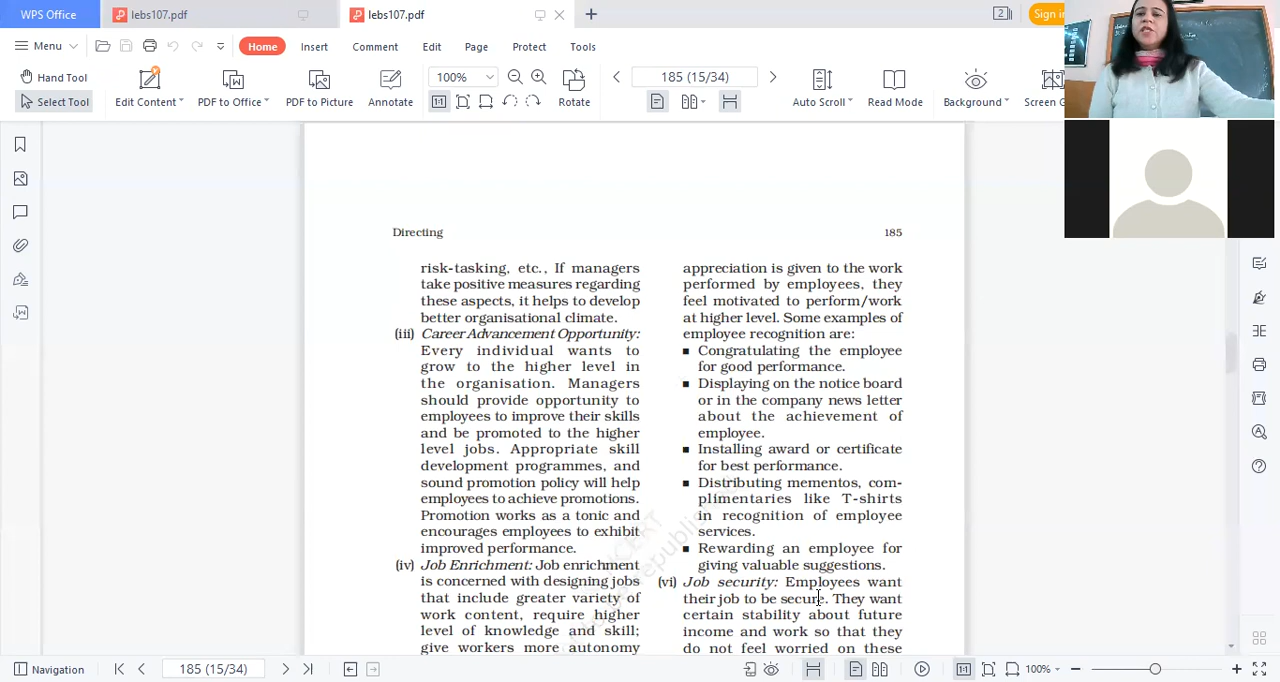 WPS Office
lebs107.pdf
lebs107.pdf
2
Sign in
Menu
Home
Insert
Comment
Edit
Page
Protect
Tools
Hand Tool
Select Tool
Edit Content
PDF to Office
PDF to Picture
Annotate
100%
185 (15/34)
Rotate
Auto Scroll
Read Mode
Background
Screen G
Directing
185
risk-tasking, etc., If managers
take positive measures regarding
these aspects, it helps to develop
better organisational climate.
(iii) Career Advancement Opportunity:
Every individual wants to
grow to the higher level in
the organisation. Managers
should provide opportunity to
employees to improve their skills
and be promoted to the higher
level jobs. Appropriate skill
development programmes, and
sound promotion policy will help
employees to achieve promotions.
Promotion works as a tonic and
encourages employees to exhibit
improved performance.
(iv) Job Enrichment: Job enrichment
is concerned with designing jobs
that include greater variety of
work content, require higher
level of knowledge and skill;
give workers more autonomy
appreciation is given to the work
performed by employees, they
feel motivated to perform/work
at higher level. Some examples of
employee recognition are:
▪ Congratulating the employee
for good performance.
▪ Displaying on the notice board
or in the company news letter
about the achievement of
employee.
▪ Installing award or certificate
for best performance.
▪ Distributing mementos, com-
plimentaries like T-shirts
in recognition of employee
services.
▪ Rewarding an employee for
giving valuable suggestions.
(vi) Job security: Employees want
their job to be secure. They want
certain stability about future
income and work so that they
do not feel worried on these
Navigation
185 (15/34)
100%